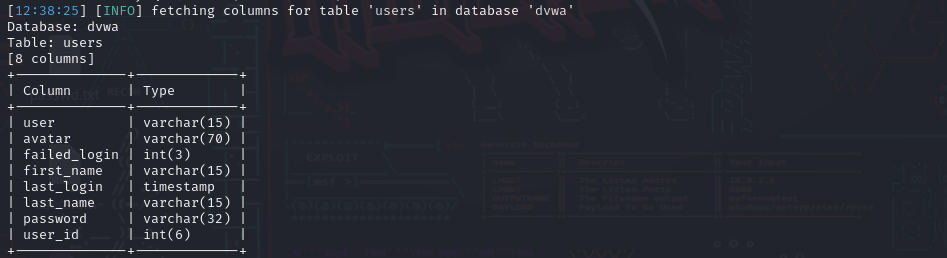 [12:38:25] [INFO] fetching columns for table 'users' in database 'dvwa'
Database: dvwa
Table: users
[8 columns]
+--------------+-------------+
| Column       | Type        |
+--------------+-------------+
| user         | varchar(15) |
| avatar       | varchar(70) |
| failed_login | int(3)      |
| first_name   | varchar(15) |
| last_login   | timestamp   |
| last_name    | varchar(15) |
| password     | varchar(32) |
| user_id      | int(6)      |
+--------------+-------------+